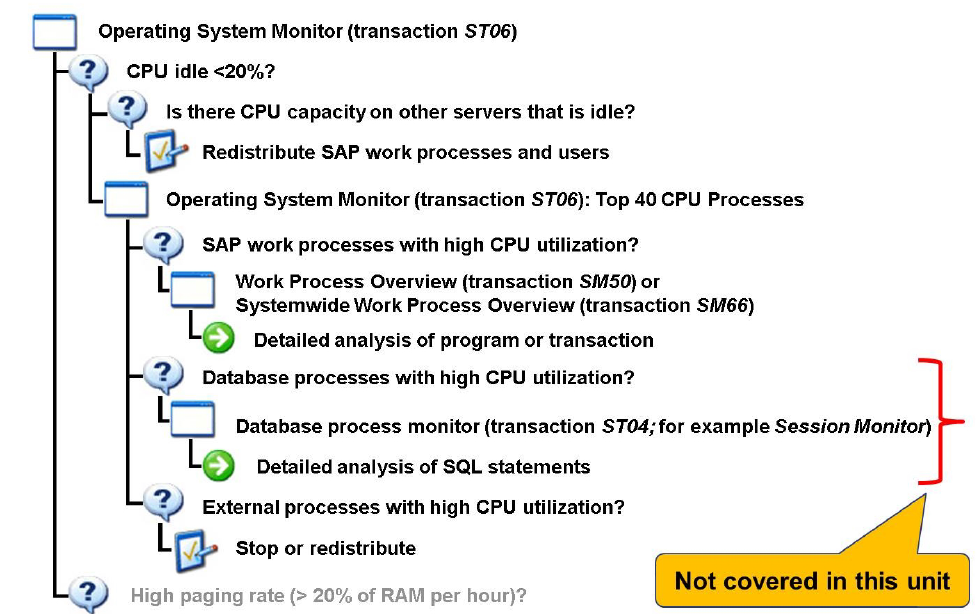 Operating System Monitor (transaction ST06)
CPU idle <20%?
Is there CPU capacity on other servers that is idle?
Redistribute SAP work processes and users
Operating System Monitor (transaction ST06): Top 40 CPU Processes
SAP work processes with high CPU utilization?
Work Process Overview (transaction SM50) or
Systemwide Work Process Overview (transaction SM66)
Detailed analysis of program or transaction
Database processes with high CPU utilization?
Database process monitor (transaction ST04; for example Session Monitor)
Detailed analysis of SQL statements
External processes with high CPU utilization?
Stop or redistribute
Not covered in this unit
High paging rate (> 20% of RAM per hour)?